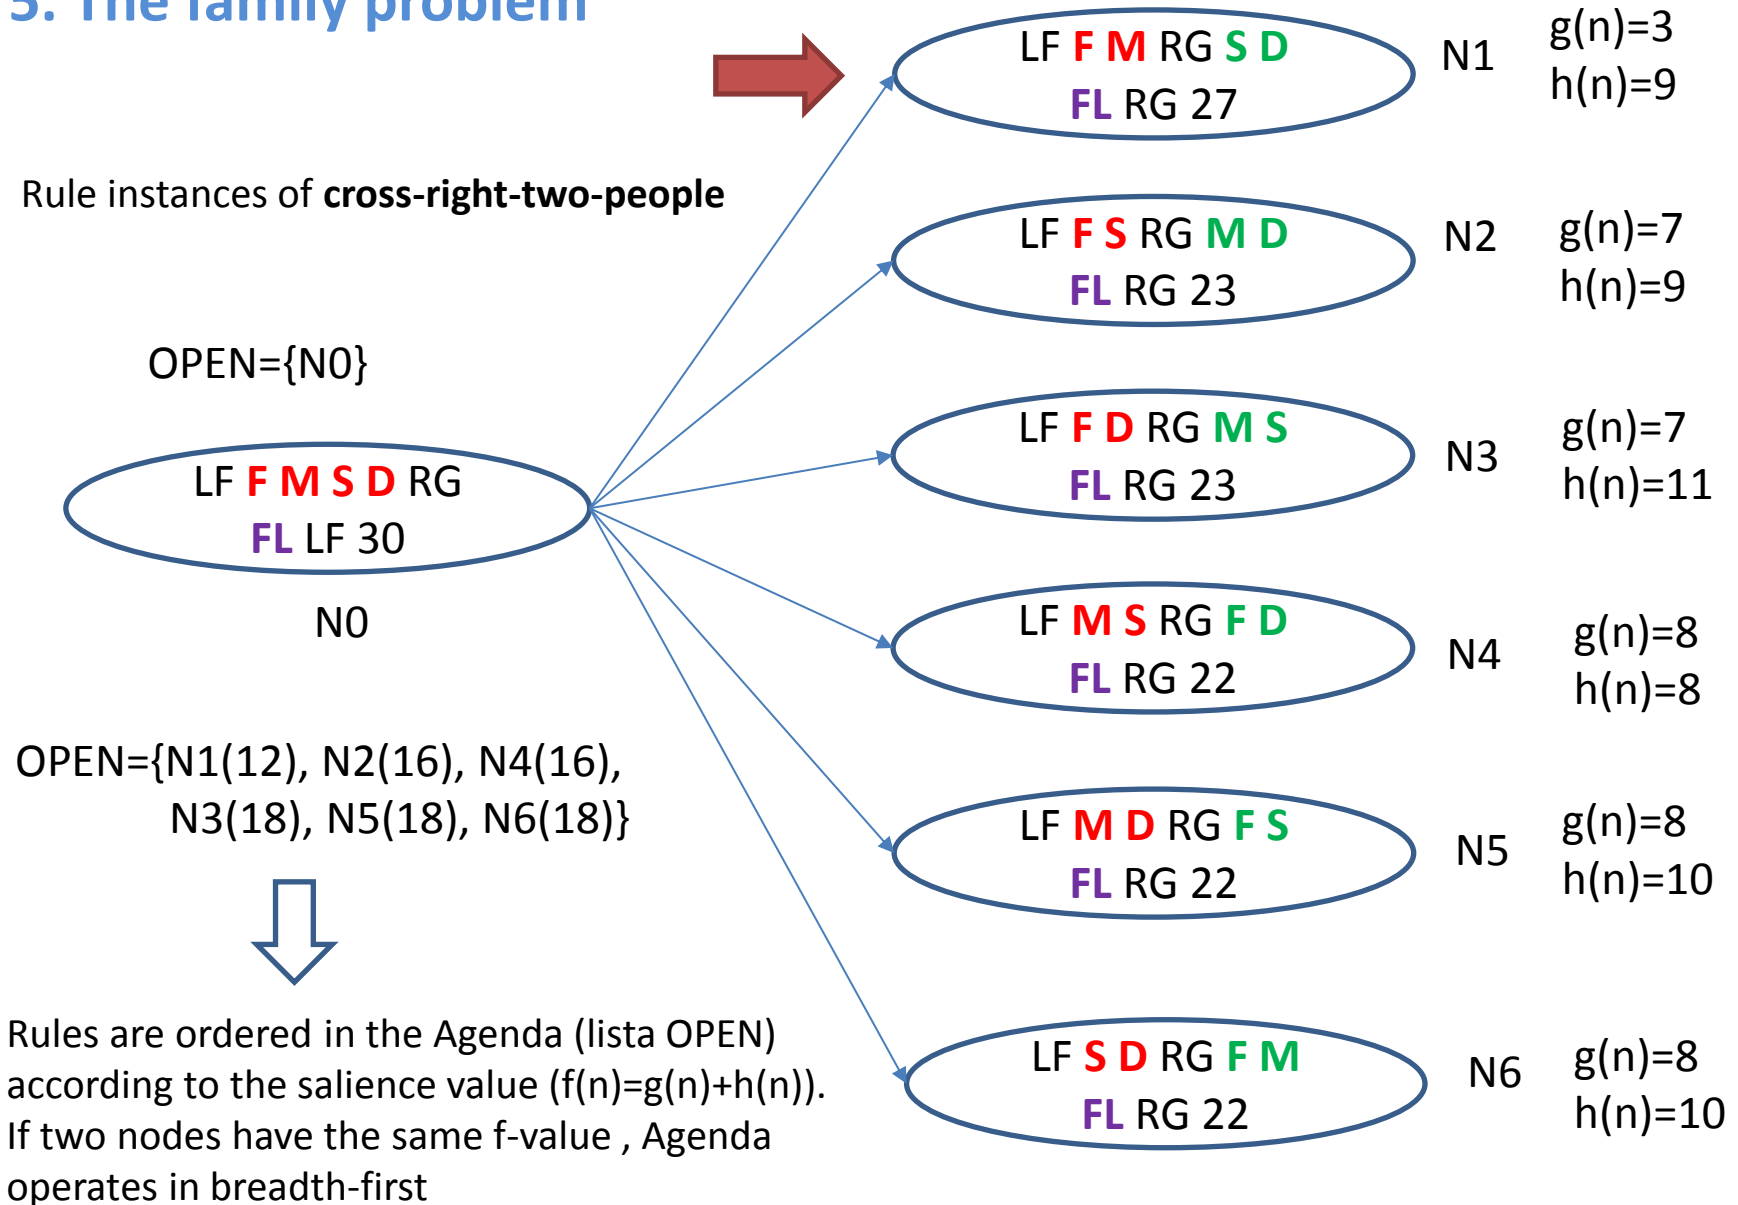 5. The family problem
LF F M RG S D
FL RG 27
N1
g(n)=3
h(n)=9
Rule instances of cross-right-two-people
LF F S RG M D
FL RG 23
N2
g(n)=7
h(n)=9
OPEN={N0}
LF F D RG M S
FL RG 23
N3
g(n)=7
h(n)=11
LF F M S D RG
FL LF 30
N0
LF M S RG F D
FL RG 22
N4
g(n)=8
h(n)=8
OPEN={N1(12), N2(16), N4(16),
N3(18), N5(18), N6(18)}
LF M D RG F S
FL RG 22
N5
g(n)=8
h(n)=10
LF S D RG F M
FL RG 22
N6
g(n)=8
h(n)=10
Rules are ordered in the Agenda (lista OPEN)
according to the salience value (f(n)=g(n)+h(n)).
If two nodes have the same f-value , Agenda
operates in breadth-first